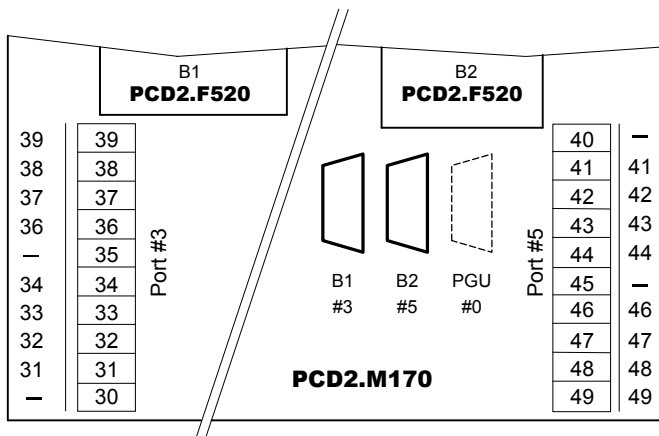 B1
PCD2.F520
B2
PCD2.F520
39 39
38 38
37 37
36 36
– 35
34 34
33 33
32 32
31 31
– 30
Port #3
B1
#3
B2
#5
PGU
#0
Port #5
40 –
41 41
42 42
43 43
44 44
45 –
46 46
47 47
48 48
49 49
PCD2.M170